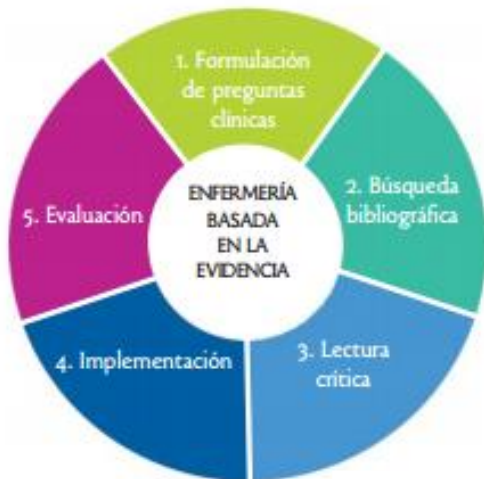 1. Formulación
de preguntas
clínicas
2. Búsqueda
bibliográfica
3. Lectura
crítica
4. Implementación
5. Evaluación
ENFERMERÍA
BASADA
EN LA
EVIDENCIA